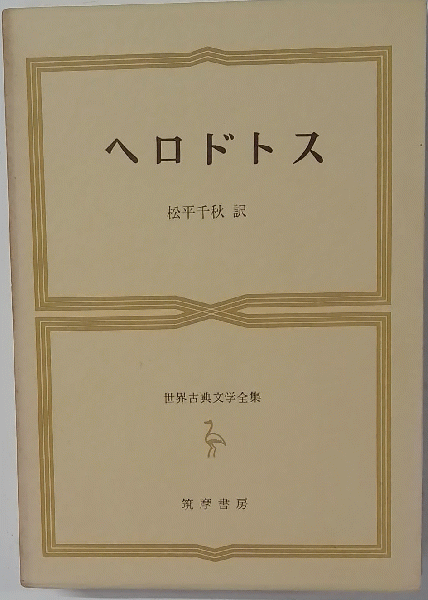 ヘロドトス
松平千秋 訳
世界古典文学全集
筑摩書房